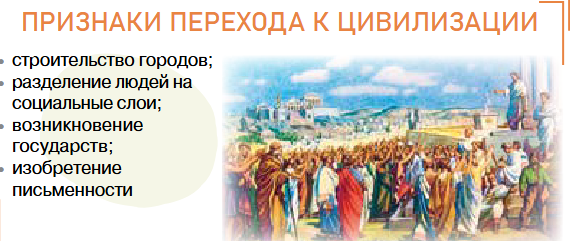 ПРИЗНАКИ ПЕРЕХОДА К ЦИВИЛИЗАЦИИ
• строительство городов;
• разделение людей на
социальные слои;
• возникновение
государств;
• изобретение
письменности